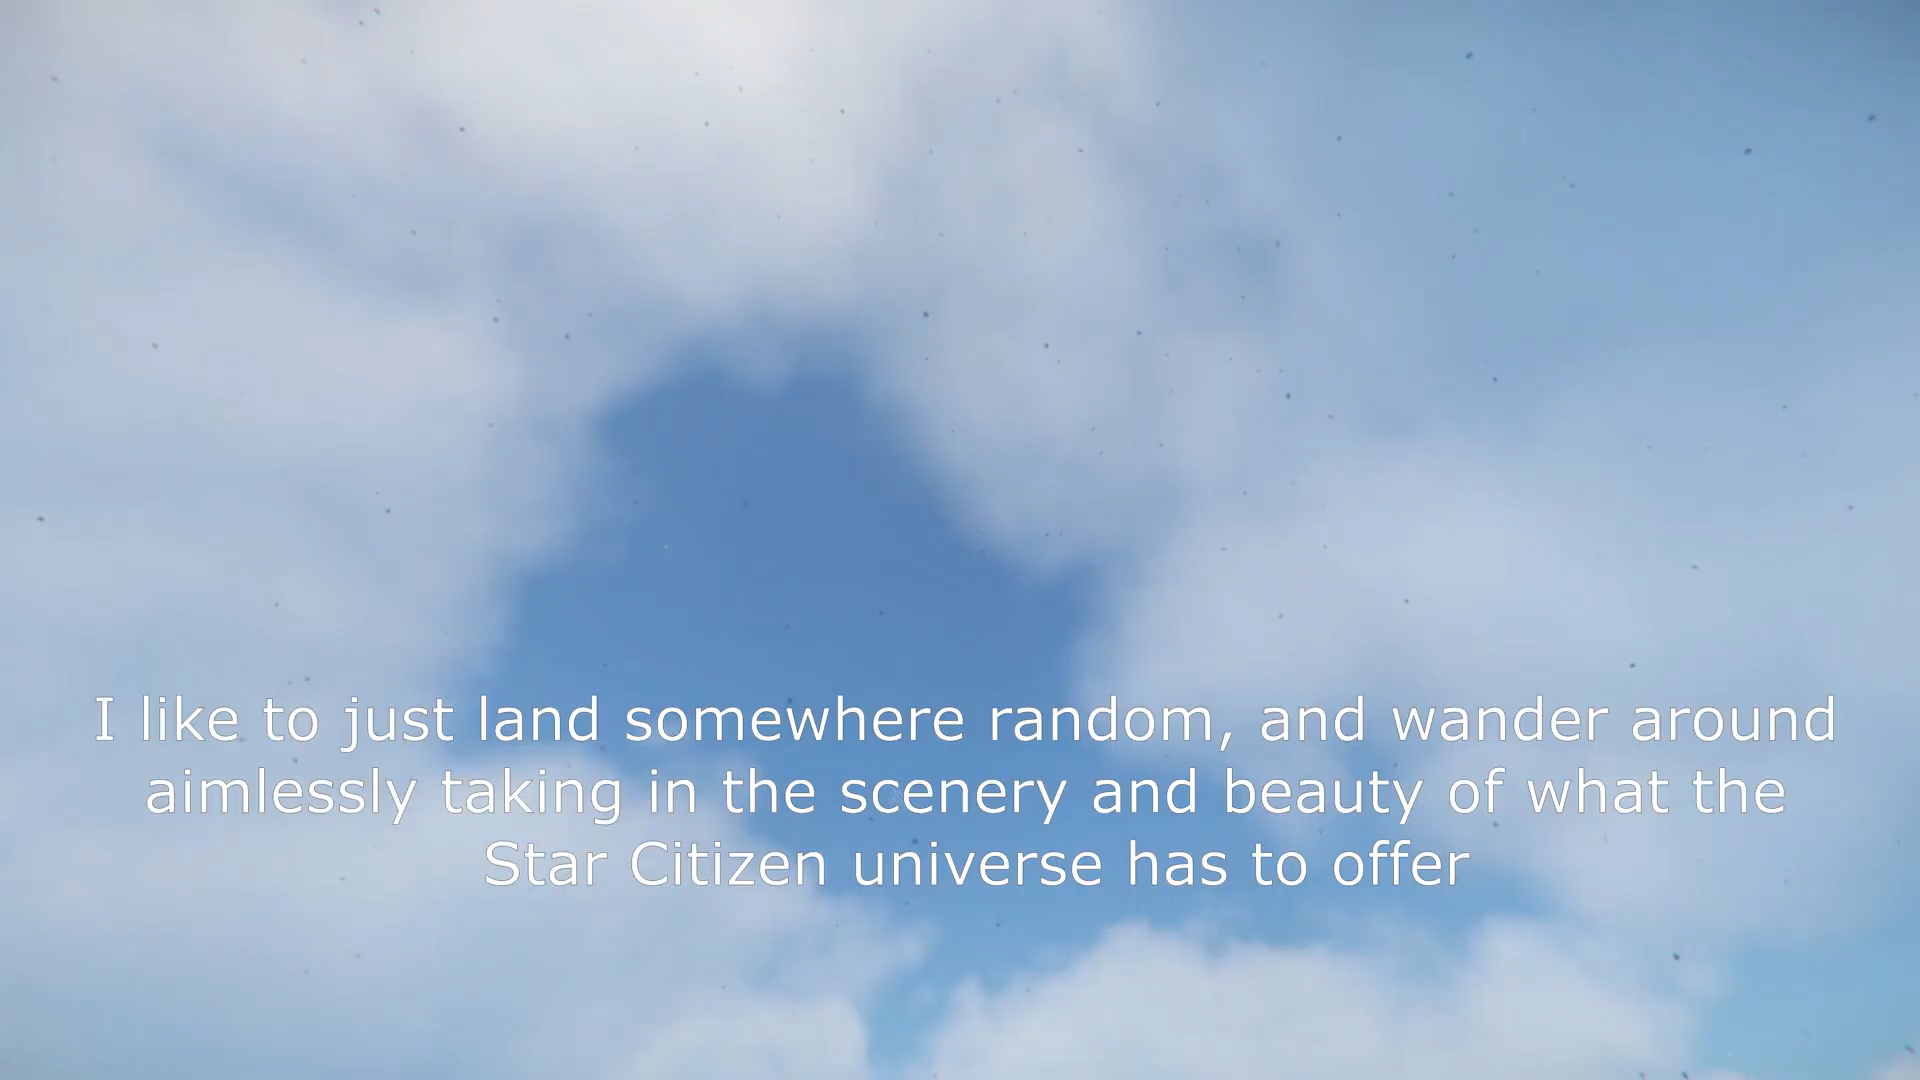 I like to just land somewhere random, and wander around
aimlessly taking in the scenery and beauty of what the
Star Citizen universe has to offer